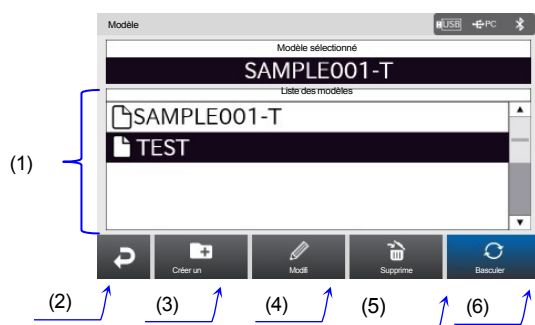 Modèle
USB PC
Modèle sélectionné
SAMPLE001-T
Liste des modèles
SAMPLE001-T
TEST
(1)
Créer un
Modifi
Supprime
Basculer
(2)
(3)
(4)
(5)
(6)